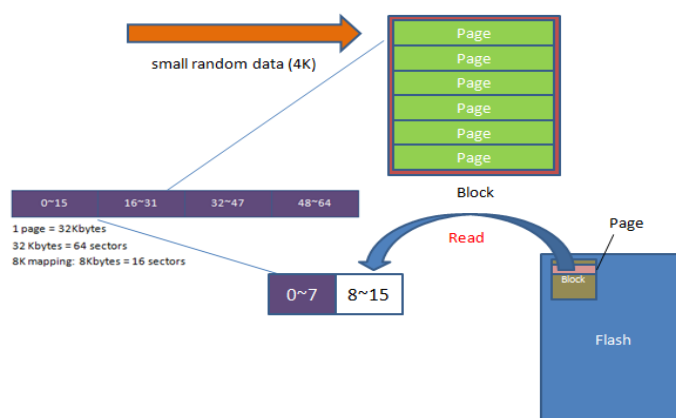 small random data (4K)
Page
Page
Page
Page
Page
Page
Block
0~15 16~31 32~47 48~64
1 page = 32Kbytes
32 Kbytes = 64 sectors
8K mapping: 8Kbytes = 16 sectors
Read
Page
0~7 8~15
Block
Flash